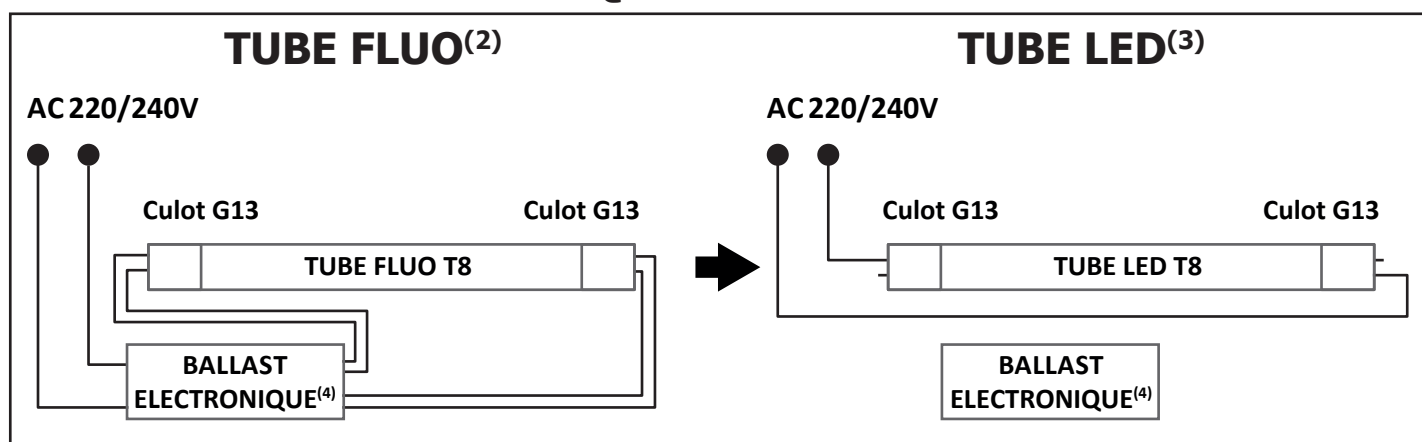 TUBE FLUO(2)
AC 220/240V
Culot G13
Culot G13
TUBE FLUO T8
BALLAST
ELECTRONIQUE(4)
TUBE LED(3)
AC 220/240V
Culot G13
Culot G13
TUBE LED T8
BALLAST
ELECTRONIQUE(4)